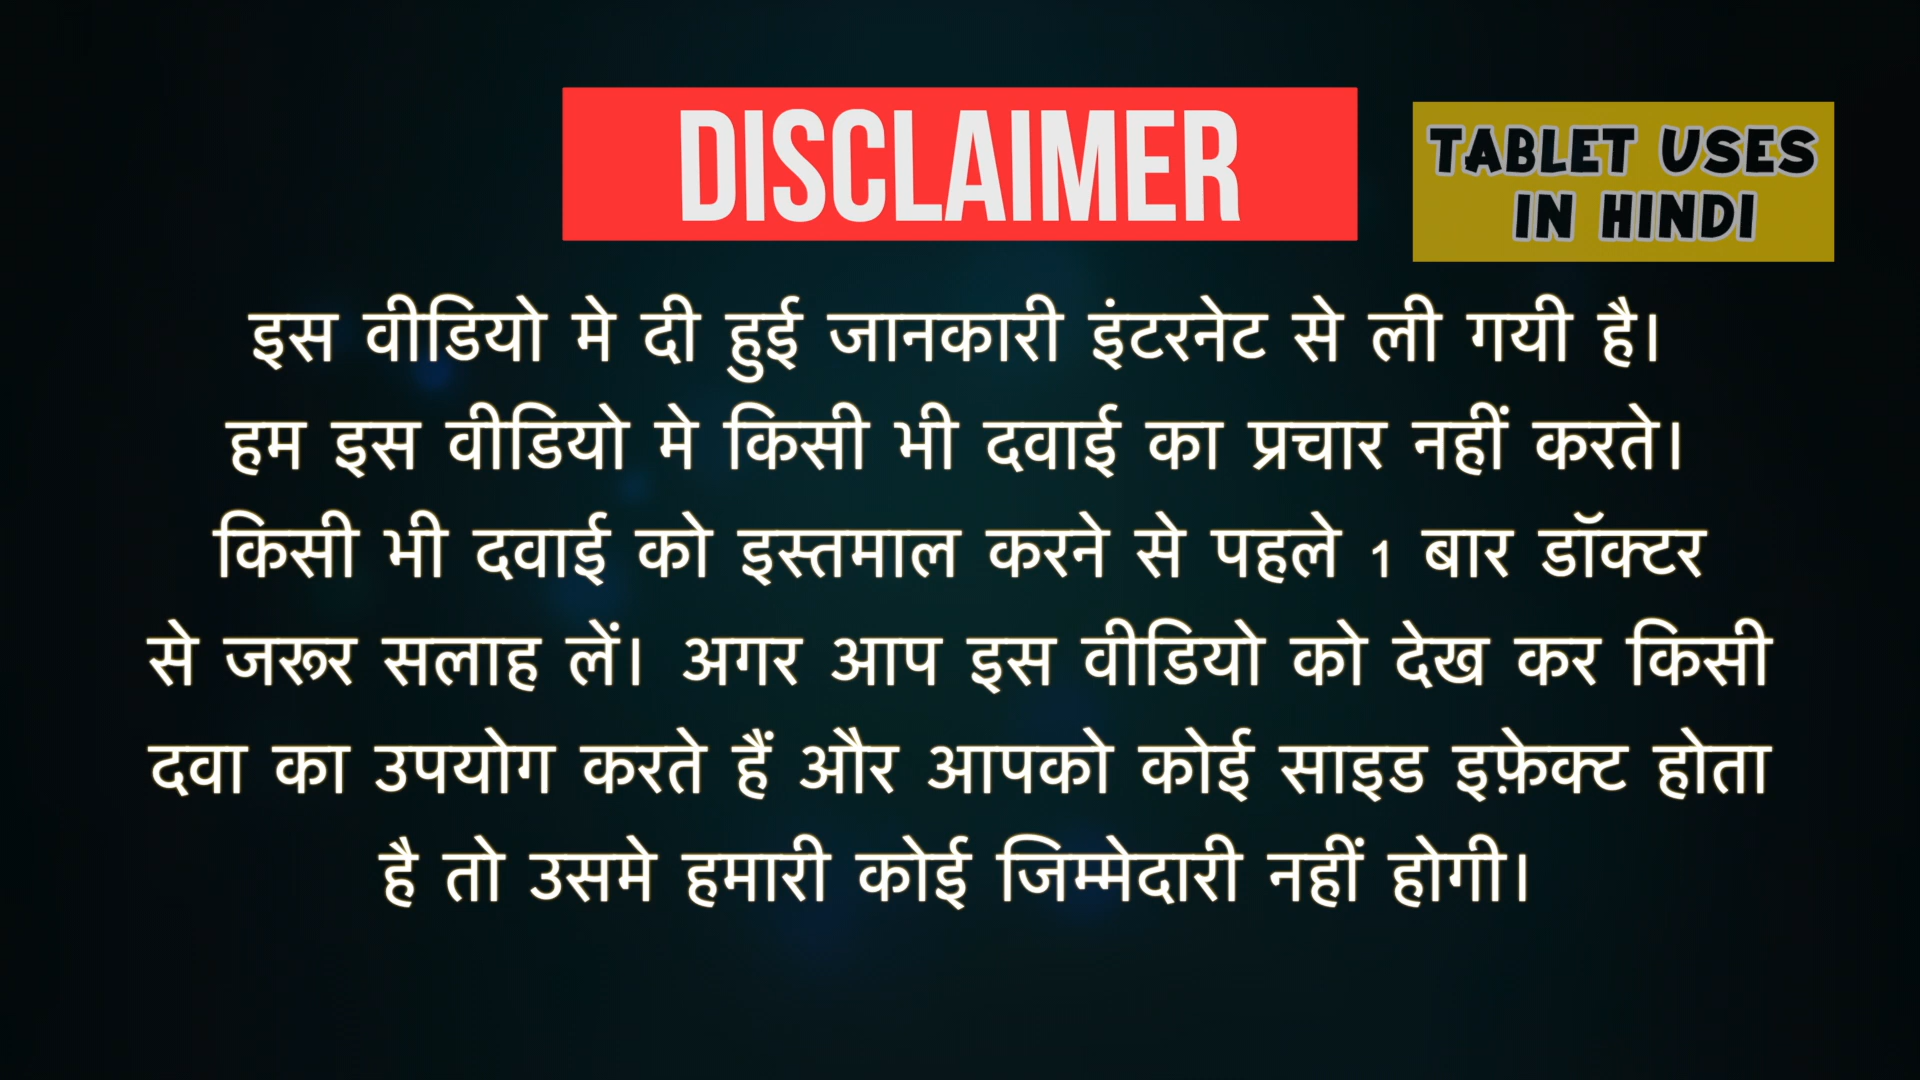 DISCLAIMER
TABLET USES
IN HINDI
इस वीडियो मे दी हुई जानकारी इंटरनेट से ली गयी है।
हम इस वीडियो मे किसी भी दवाई का प्रचार नहीं करते।
किसी भी दवाई को इस्तमाल करने से पहले 1 बार डॉक्टर
से जरूर सलाह लें। अगर आप इस वीडियो को देख कर किसी
दवा का उपयोग करते हैं और आपको कोई साइड इफ़ेक्ट होता
है तो उसमे हमारी कोई जिम्मेदारी नहीं होगी।